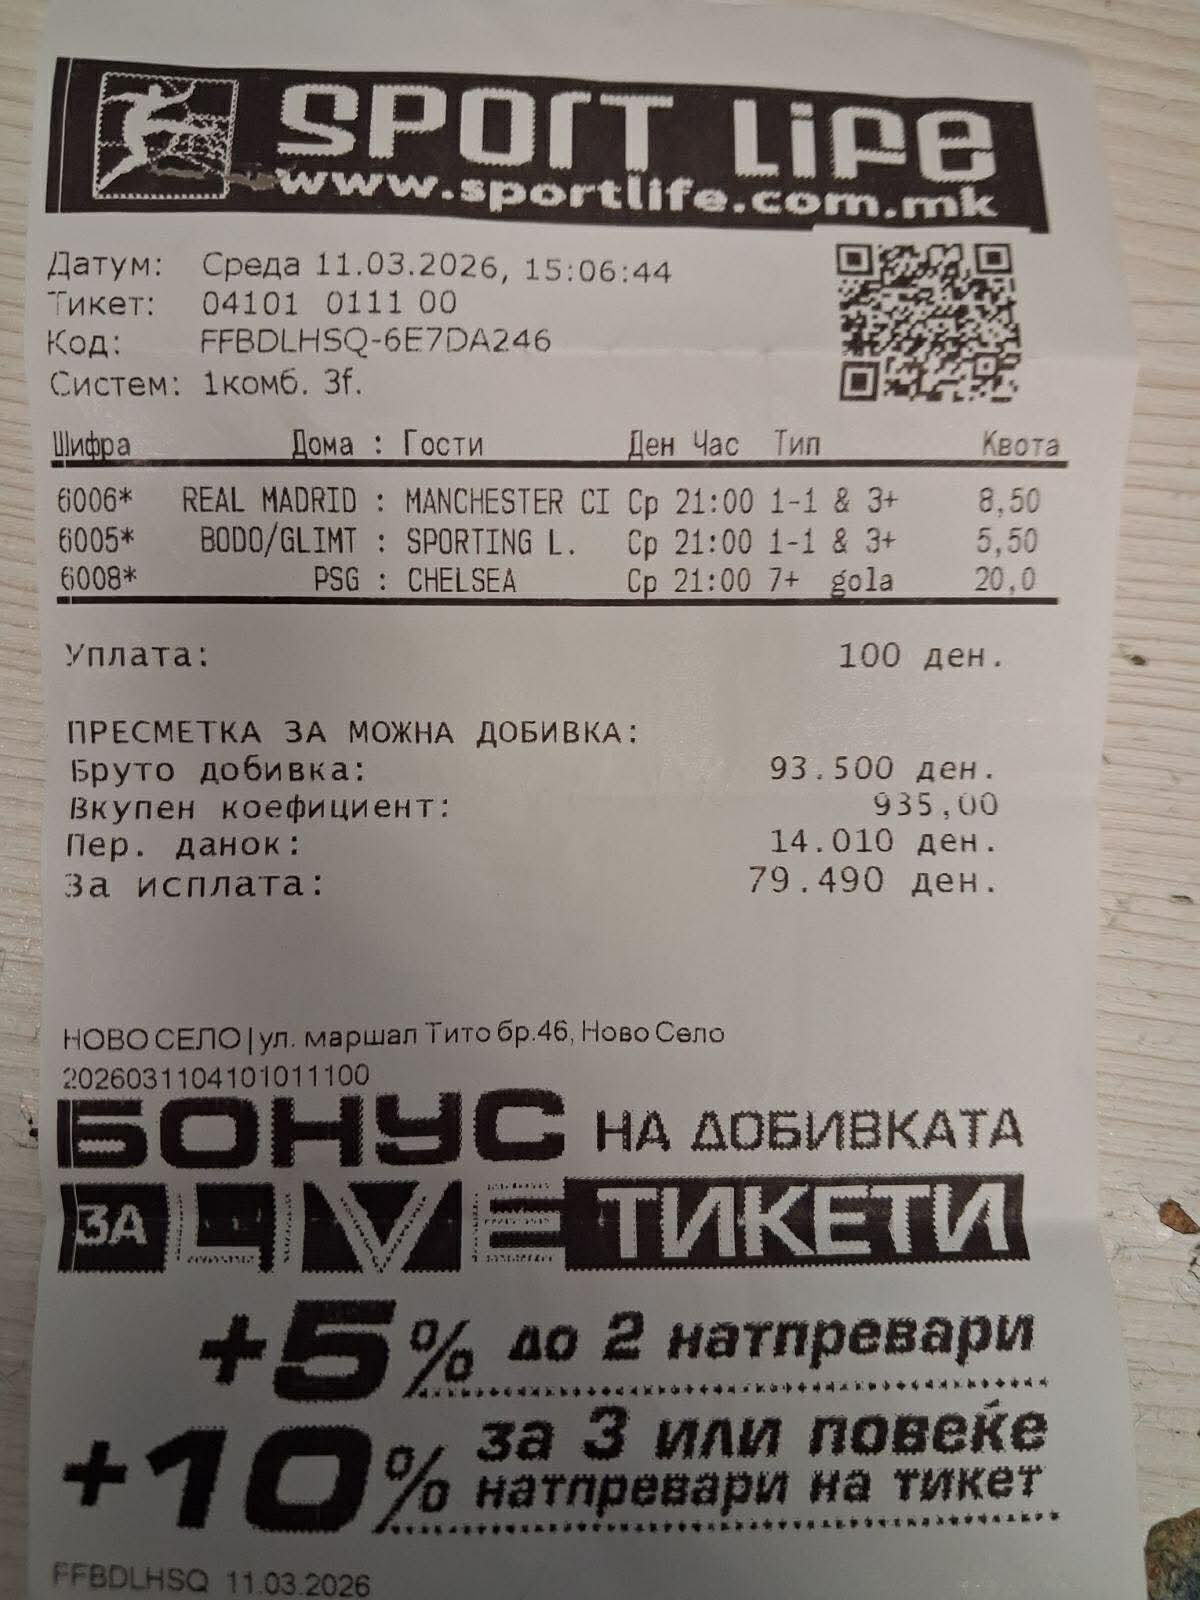 SPORT LIFE
www.sportlife.com.mk
Датум: Среда 11.03.2026, 15:06:44
Тикет: 04101 0111 00
Код: FFBDLHSQ-6E7DA246
Систем: 1комб. 3f.
Шифра Дома : Гости Ден Час Тип Квота
6006* REAL MADRID : MANCHESTER CI Ср 21:00 1-1 & 3+ 8,50
6005* BODO/GLIMT : SPORTING L. Ср 21:00 1-1 & 3+ 5,50
6008* PSG : CHELSEA Ср 21:00 7+ gola 20,0
Уплата: 100 ден.
ПРЕСМЕТКА ЗА МОЖНА ДОБИВКА:
Бруто добивка: 93.500 ден.
Вкупен коефициент: 935,00
Пер. данок: 14.010 ден.
За исплата: 79.490 ден.
НОВО СЕЛО|ул. маршал Тито бр.46, Ново Село
2026031104101011100
БОНУС НА ДОБИВКАТА
ЗА LIVE ТИКЕТИ
+5% до 2 натпревари
+10% за 3 или повеќе
натпревари на тикет
FFBDLHSQ 11.03.2026